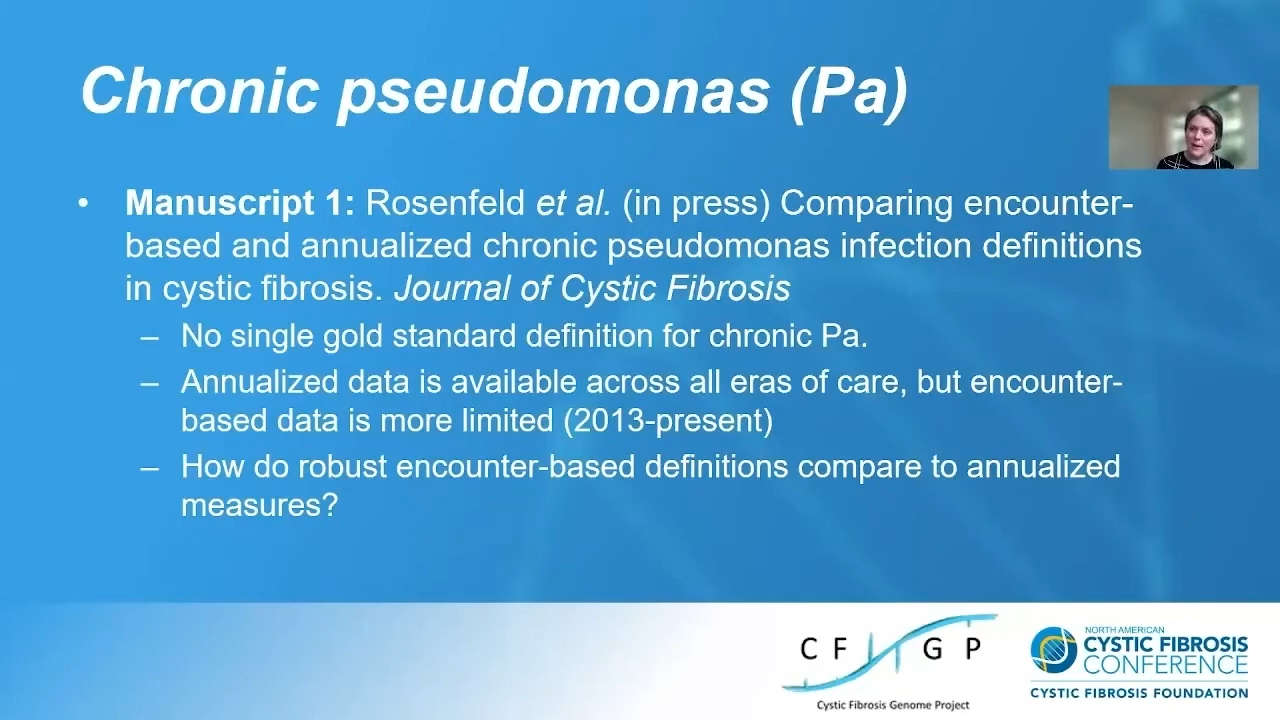 Chronic pseudomonas (Pa)
• Manuscript 1: Rosenfeld et al. (in press) Comparing encounter-
based and annualized chronic pseudomonas infection definitions
in cystic fibrosis. Journal of Cystic Fibrosis
– No single gold standard definition for chronic Pa.
– Annualized data is available across all eras of care, but encounter-
based data is more limited (2013-present)
– How do robust encounter-based definitions compare to annualized
measures?
C F G P
Cystic Fibrosis Genome Project
NORTH AMERICAN
CYSTIC FIBROSIS
CONFERENCE
CYSTIC FIBROSIS FOUNDATION